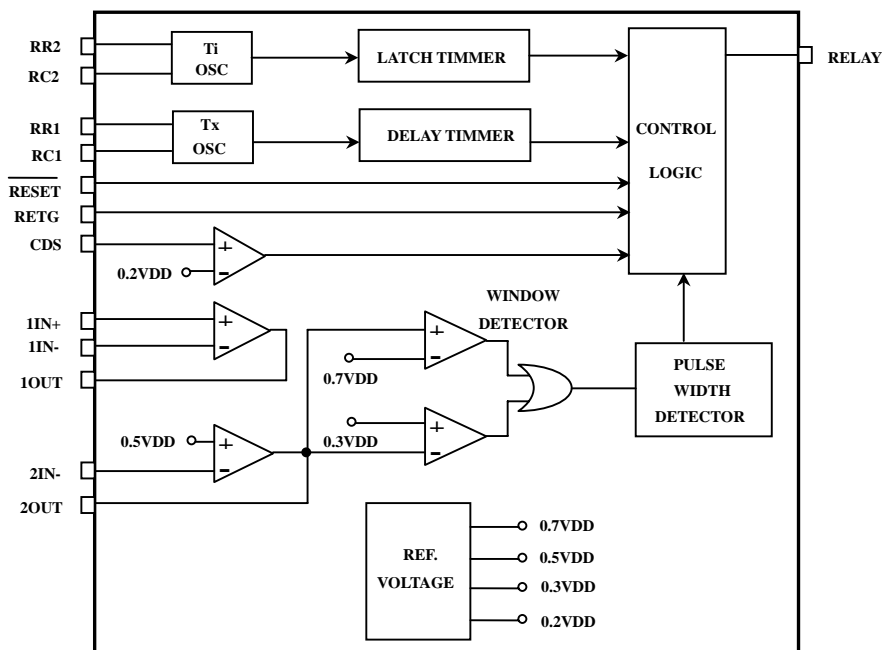 RR2
Ti
OSC
LATCH TIMMER
RELAY
RC2
RR1
Tx
OSC
DELAY TIMMER
CONTROL
LOGIC
RC1
RESET
RETG
CDS
+
-
0.2VDD
1IN+
+
1IN-
-
1OUT
WINDOW
DETECTOR
+
-
0.7VDD
PULSE
WIDTH
DETECTOR
0.5VDD
+
-
0.3VDD
+
-
2IN-
2OUT
REF.
VOLTAGE
0.7VDD
0.5VDD
0.3VDD
0.2VDD